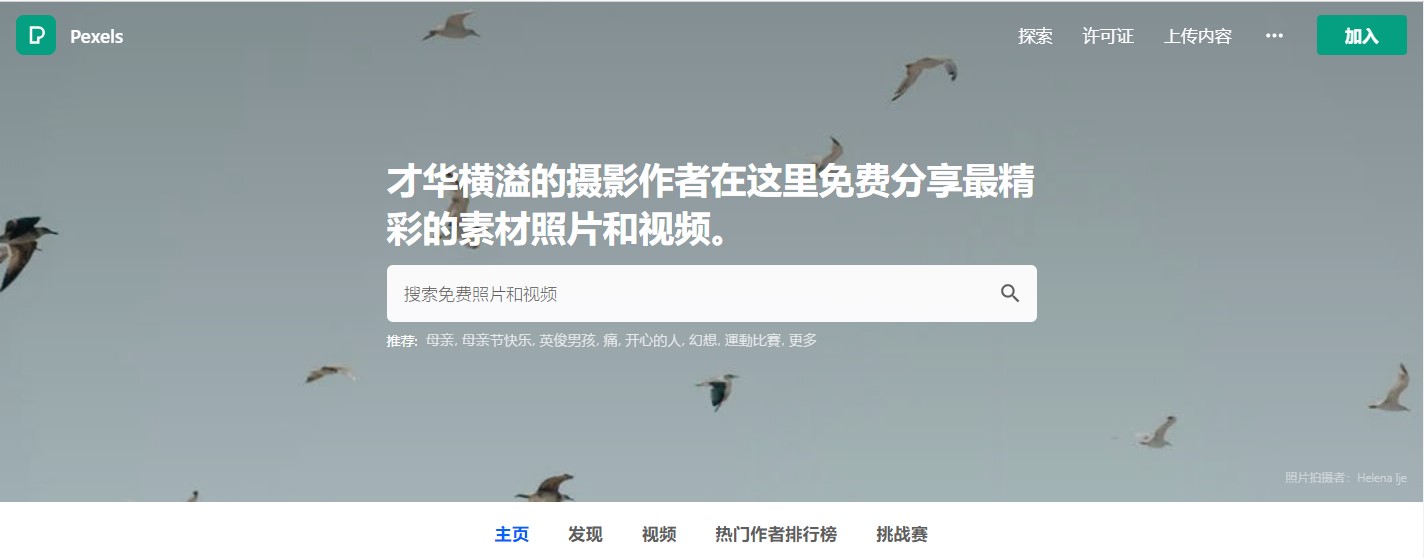 Pexels
探索 许可证 上传内容 ··· 加入
才华横溢的摄影作者在这里免费分享最精
彩的素材照片和视频。
搜索免费照片和视频
推荐: 母亲, 母亲节快乐, 英俊男孩, 痛, 开心的人, 幻想, 運動比賽, 更多
照片拍摄者：Helena Ije
主页 发现 视频 热门作者排行榜 挑战赛